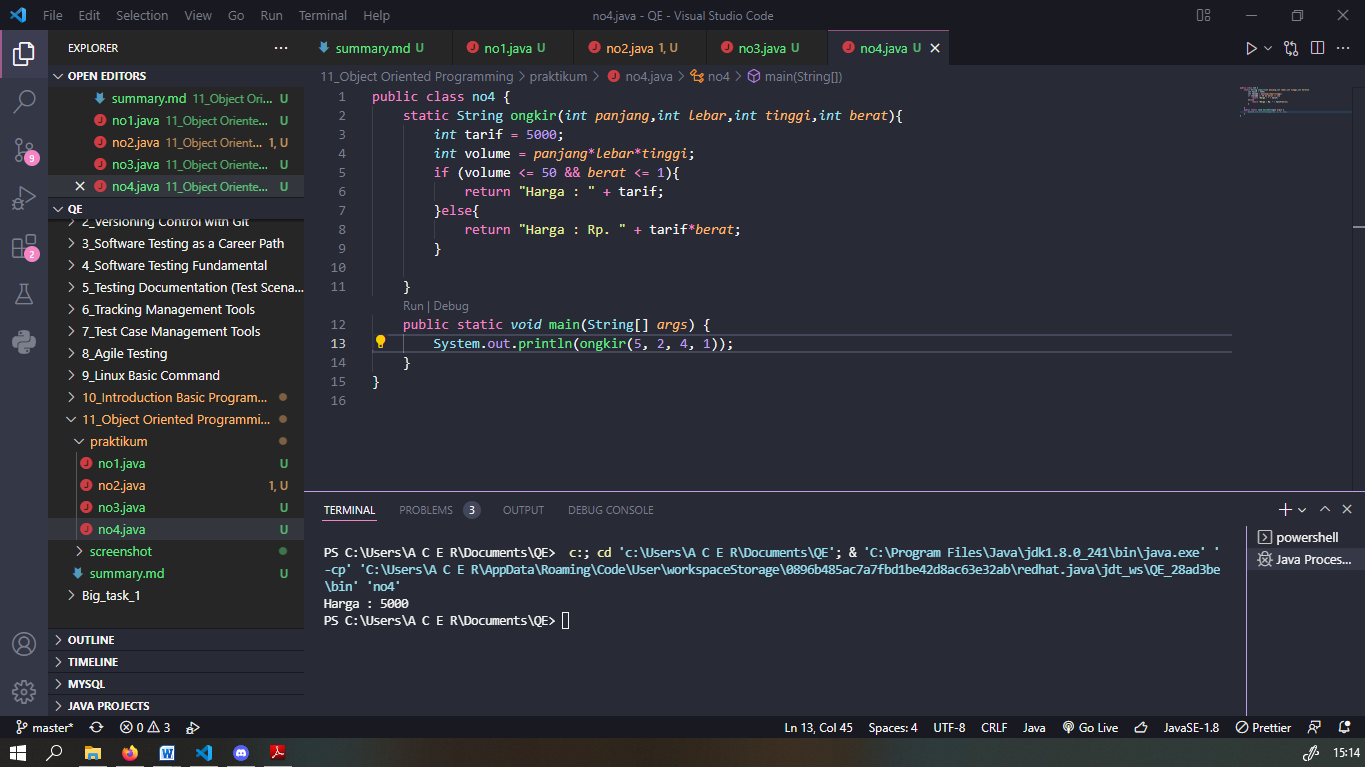 File Edit Selection View Go Run Terminal Help no4.java - QE - Visual Studio Code
EXPLORER
OPEN EDITORS
summary.md 11_Object Ori... U
no1.java 11_Object Oriente... U
no2.java 11_Object Orient... 1, U
no3.java 11_Object Oriente... U
no4.java 11_Object Oriente... U
QE
2_Versioning Control with Git
3_Software Testing as a Career Path
4_Software Testing Fundamental
5_Testing Documentation (Test Scena...
6_Tracking Management Tools
7_Test Case Management Tools
8_Agile Testing
9_Linux Basic Command
10_Introduction Basic Program...
11_Object Oriented Programmi...
praktikum
no1.java U
no2.java 1, U
no3.java U
no4.java U
screenshot
summary.md U
Big_task_1
OUTLINE
TIMELINE
MYSQL
JAVA PROJECTS
9
2
summary.md U no1.java U no2.java 1, U no3.java U no4.java U
11_Object Oriented Programming > praktikum > no4.java > no4 > main(String[])
1 public class no4 {
2 static String ongkir(int panjang,int lebar,int tinggi,int berat){
3 int tarif = 5000;
4 int volume = panjang*lebar*tinggi;
5 if (volume <= 50 && berat <= 1){
6 return "Harga : " + tarif;
7 }else{
8 return "Harga : Rp. " + tarif*berat;
9 }
10
11 }
Run | Debug
12 public static void main(String[] args) {
13 System.out.println(ongkir(5, 2, 4, 1));
14 }
15 }
16
TERMINAL PROBLEMS 3 OUTPUT DEBUG CONSOLE
PS C:\Users\A C E R\Documents\QE> c:; cd 'c:\Users\A C E R\Documents\QE'; & 'C:\Program Files\Java\jdk1.8.0_241\bin\java.exe' '
-cp' 'C:\Users\A C E R\AppData\Roaming\Code\User\workspaceStorage\0896b485ac7a7fbd1be42d8ac63e32ab\redhat.java\jdt_ws\QE_28ad3be
\bin' 'no4'
Harga : 5000
PS C:\Users\A C E R\Documents\QE>
powershell
Java Proces...
master* 0 3 Ln 13, Col 45 Spaces: 4 UTF-8 CRLF Java Go Live JavaSE-1.8 Prettier
15:14